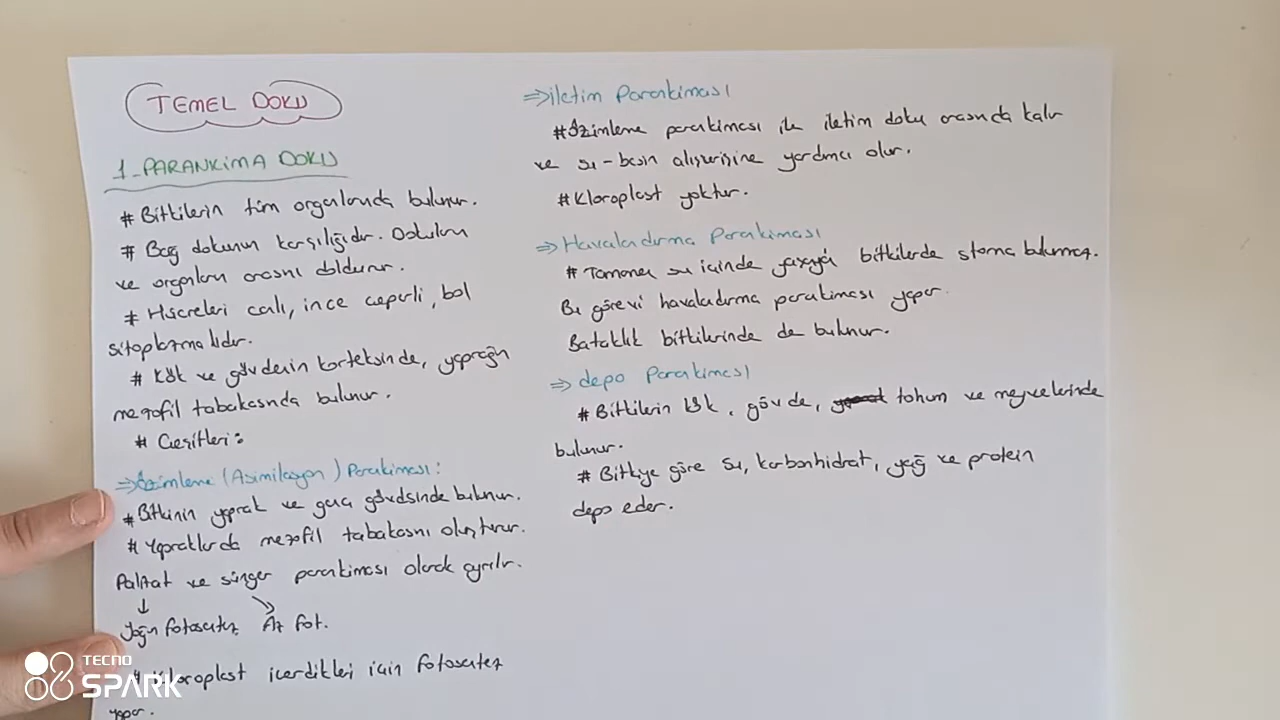 TEMEL DOKU
1-PARANKİMA DOKU
# Bitkilerin tüm organlarında bulunur.
# Bağ dokunun karşılığıdır. Dokuların
ve organların arasını doldurur.
# Hücreleri canlı, ince çeperli, bol
sitoplazmalıdır.
# Kök ve gövdenin korteksinde, yaprağın
mezofil tabakasında bulunur.
# Çeşitleri:
⇒Özümleme (Asimilasyon) Parankiması:
# Bitkinin yaprak ve genç gövdesinde bulunur.
# Yapraklarda mezofil tabakasını oluşturur.
Palizat ve sünger parankiması olarak ayrılır.
↓ ↘
Yoğun fotosentez Az fot.
# Kloroplast içerdikleri için fotosentez
yapar.
⇒İletim Parankiması
# Özümleme parankiması ile iletim doku arasında kalır
ve su-besin alışverişine yardımcı olur.
# Kloroplast yoktur.
⇒Havalandırma Parankiması
# Tamamen su içinde yaşayan bitkilerde stoma bulunmaz.
Bu görevi havalandırma parankiması yapar.
Bataklık bitkilerinde de bulunur.
⇒depo Parankiması
# Bitkilerin kök, gövde, tohum ve meyvelerinde
bulunur.
# Bitkiye göre su, karbonhidrat, yağ ve protein
depo eder.
TECNO
SPARK